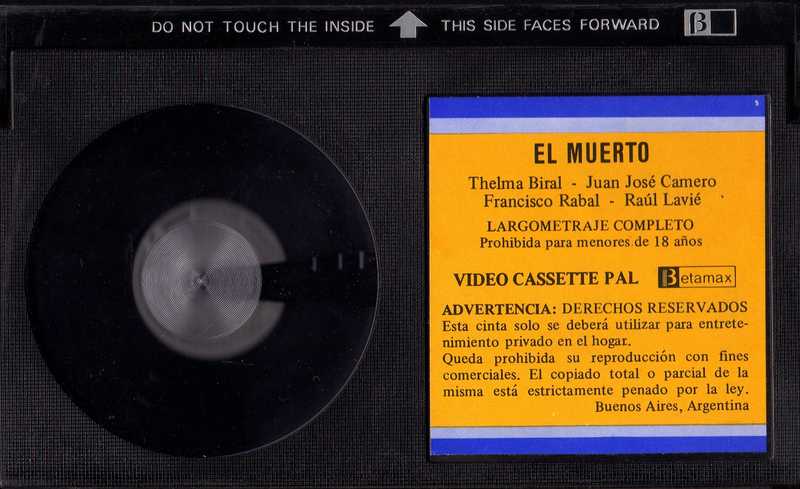 DO NOT TOUCH THE INSIDE THIS SIDE FACES FORWARD β
EL MUERTO
Thelma Biral - Juan José Camero
Francisco Rabal - Raúl Lavié
LARGOMETRAJE COMPLETO
Prohibida para menores de 18 años
VIDEO CASSETTE PAL Betamax
ADVERTENCIA: DERECHOS RESERVADOS
Esta cinta solo se deberá utilizar para entrete-
nimiento privado en el hogar.
Queda prohibida su reproducción con fines
comerciales. El copiado total o parcial de la
misma está estrictamente penado por la ley.
Buenos Aires, Argentina